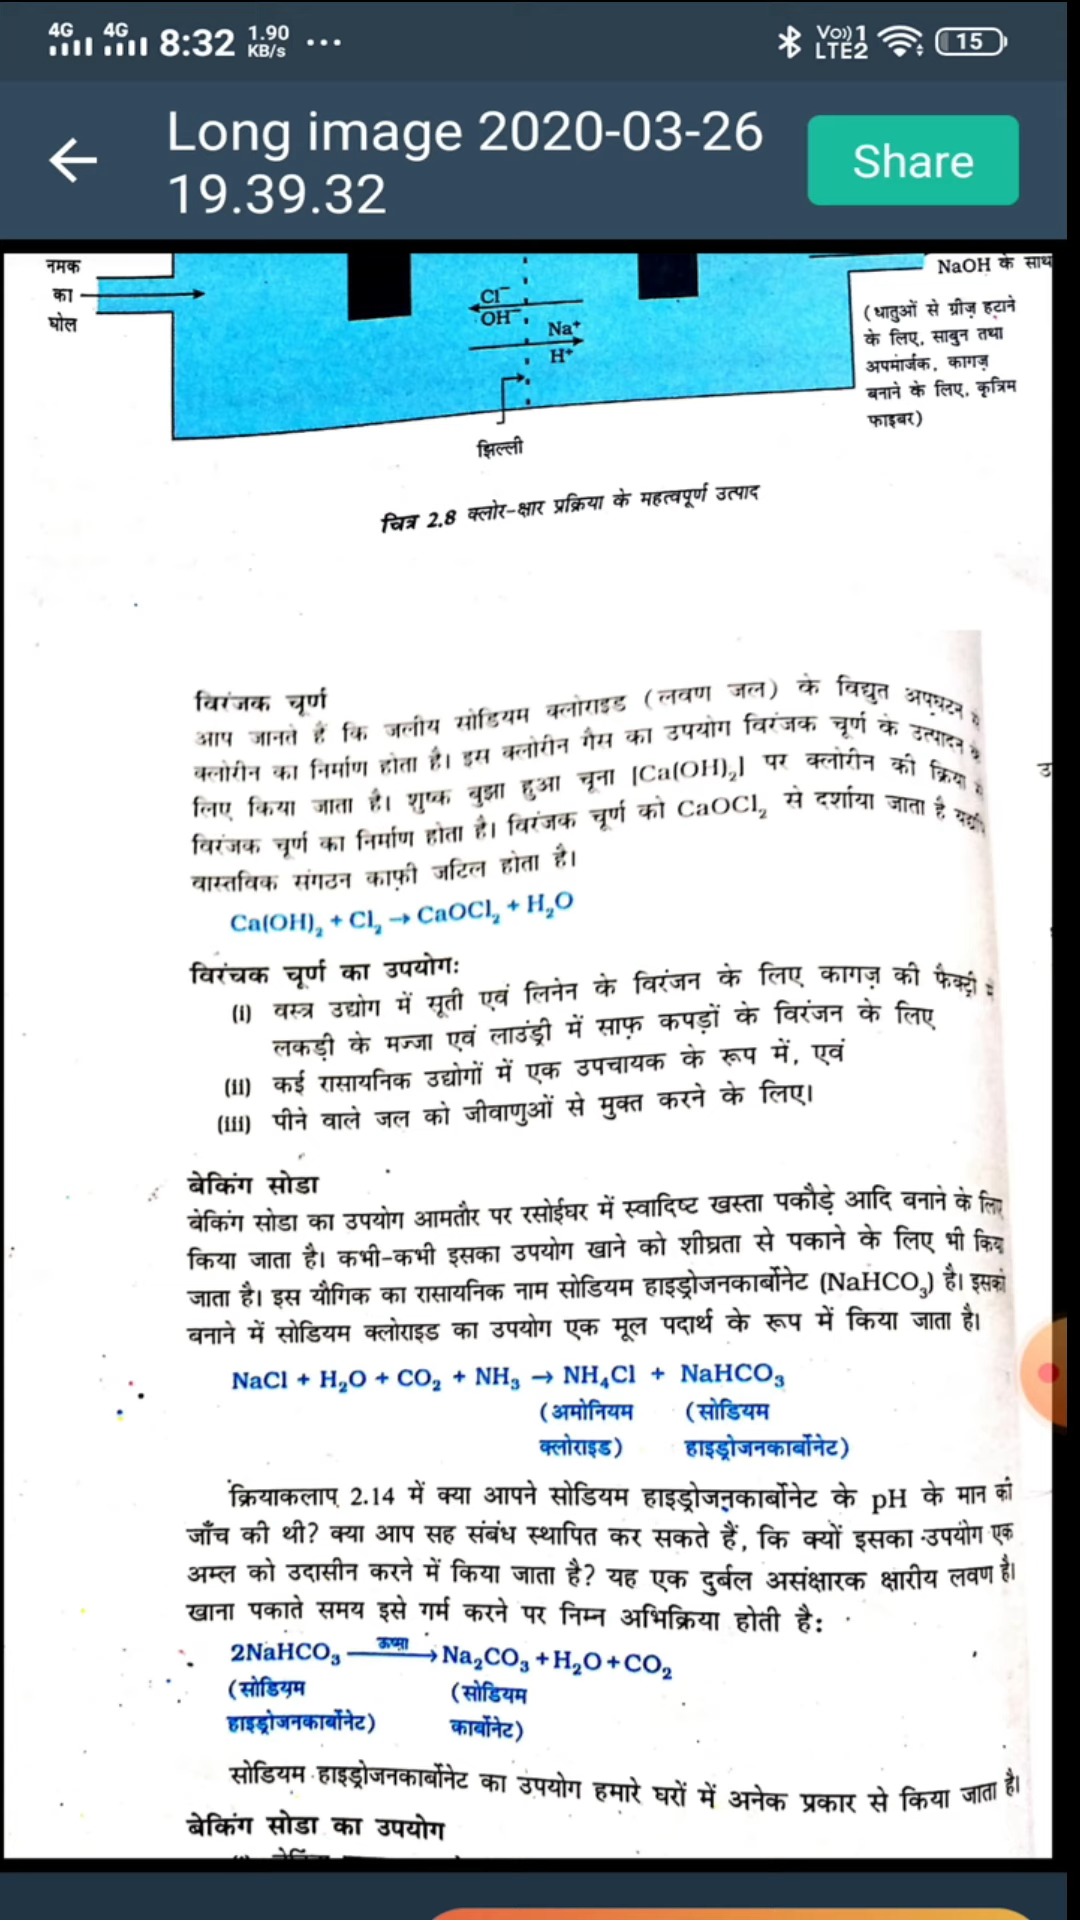 4G 4G 8:32 1.90 KB/s ... Vo)) 1 LTE2 15
Long image 2020-03-26
19.39.32
Share
नमक
का
घोल
Cl⁻
OH⁻
Na⁺
H⁺
झिल्ली
NaOH के साथ
(धातुओं से ग्रीज़ हटाने
के लिए, साबुन तथा
अपमार्जक, कागज़
बनाने के लिए, कृत्रिम
फाइबर)
चित्र 2.8 क्लोर-क्षार प्रक्रिया के महत्वपूर्ण उत्पाद
विरंजक चूर्ण
आप जानते हैं कि जलीय सोडियम क्लोराइड (लवण जल) के विद्युत अपघटन से
क्लोरीन का निर्माण होता है। इस क्लोरीन गैस का उपयोग विरंजक चूर्ण के उत्पादन के
लिए किया जाता है। शुष्क बुझा हुआ चूना [Ca(OH)₂] पर क्लोरीन की क्रिया से
विरंजक चूर्ण का निर्माण होता है। विरंजक चूर्ण को CaOCl₂ से दर्शाया जाता है
वास्तविक संगठन काफ़ी जटिल होता है।
Ca(OH)₂ + Cl₂ → CaOCl₂ + H₂O
विरंचक चूर्ण का उपयोग:
(i) वस्त्र उद्योग में सूती एवं लिनेन के विरंजन के लिए कागज़ की फैक्ट्री में
लकड़ी के मज्जा एवं लाउंड्री में साफ़ कपड़ों के विरंजन के लिए
(ii) कई रासायनिक उद्योगों में एक उपचायक के रूप में, एवं
(iii) पीने वाले जल को जीवाणुओं से मुक्त करने के लिए।
बेकिंग सोडा
बेकिंग सोडा का उपयोग आमतौर पर रसोईघर में स्वादिष्ट खस्ता पकौड़े आदि बनाने के लिए
किया जाता है। कभी-कभी इसका उपयोग खाने को शीघ्रता से पकाने के लिए भी किय
जाता है। इस यौगिक का रासायनिक नाम सोडियम हाइड्रोजनकार्बोनेट (NaHCO₃) है। इसको
बनाने में सोडियम क्लोराइड का उपयोग एक मूल पदार्थ के रूप में किया जाता है।
NaCl + H₂O + CO₂ + NH₃ → NH₄Cl + NaHCO₃
(अमोनियम (सोडियम
क्लोराइड) हाइड्रोजनकार्बोनेट)
क्रियाकलाप 2.14 में क्या आपने सोडियम हाइड्रोजनकार्बोनेट के pH के मान की
जाँच की थी? क्या आप सह संबंध स्थापित कर सकते हैं, कि क्यों इसका उपयोग एक
अम्ल को उदासीन करने में किया जाता है? यह एक दुर्बल असंक्षारक क्षारीय लवण है।
खाना पकाते समय इसे गर्म करने पर निम्न अभिक्रिया होती है:
2NaHCO₃ —ऊष्मा→ Na₂CO₃ + H₂O + CO₂
(सोडियम (सोडियम
हाइड्रोजनकार्बोनेट) कार्बोनेट)
सोडियम हाइड्रोजनकार्बोनेट का उपयोग हमारे घरों में अनेक प्रकार से किया जाता है।
बेकिंग सोडा का उपयोग